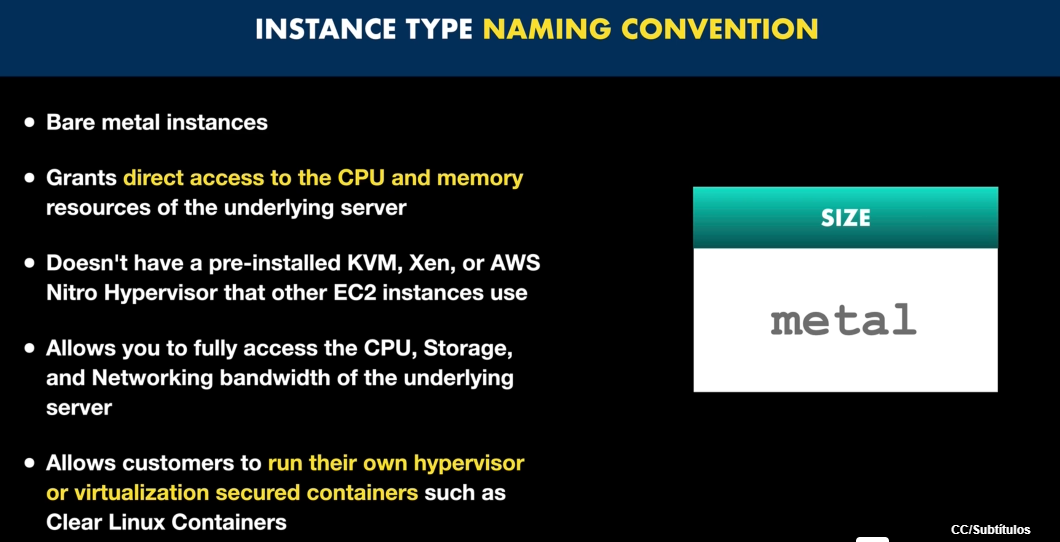 INSTANCE TYPE NAMING CONVENTION
• Bare metal instances
• Grants direct access to the CPU and memory
resources of the underlying server
• Doesn't have a pre-installed KVM, Xen, or AWS
Nitro Hypervisor that other EC2 instances use
• Allows you to fully access the CPU, Storage,
and Networking bandwidth of the underlying
server
• Allows customers to run their own hypervisor
or virtualization secured containers such as
Clear Linux Containers
SIZE
metal
CC/Subtítulos